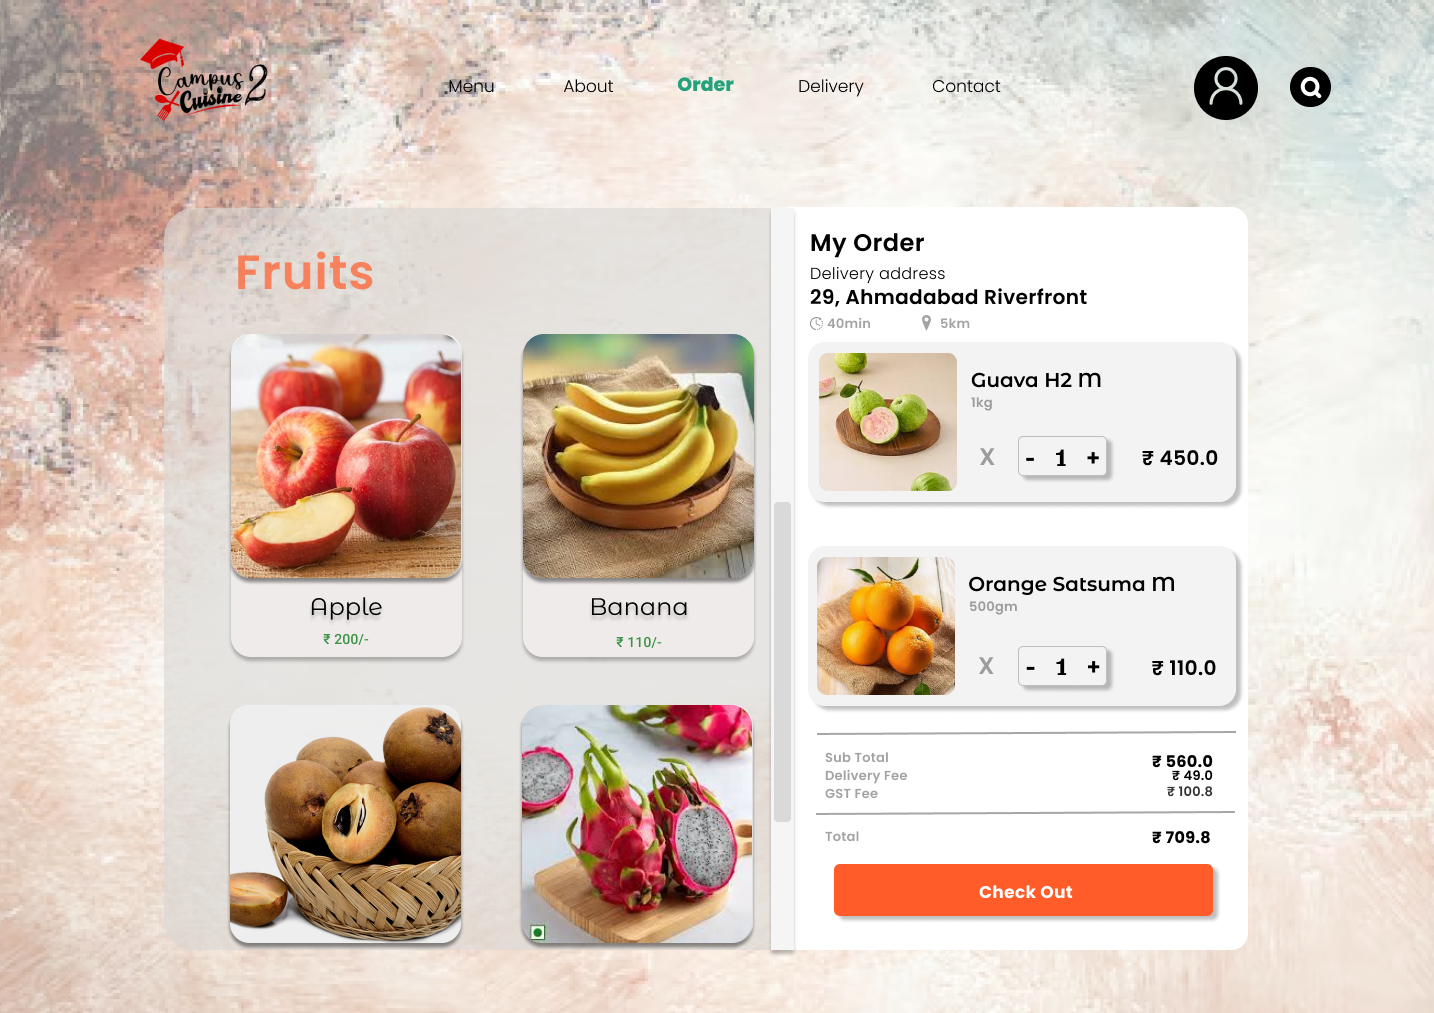 Campus 2
Cuisine
Menu
About
Order
Delivery
Contact
Fruits
Apple
₹ 200/-
Banana
₹ 110/-
My Order
Delivery address
29, Ahmadabad Riverfront
40min
5km
Guava H2 M
1kg
X - 1 + ₹ 450.0
Orange Satsuma M
500gm
X - 1 + ₹ 110.0
Sub Total ₹ 560.0
Delivery Fee ₹ 49.0
GST Fee ₹ 100.8
Total ₹ 709.8
Check Out